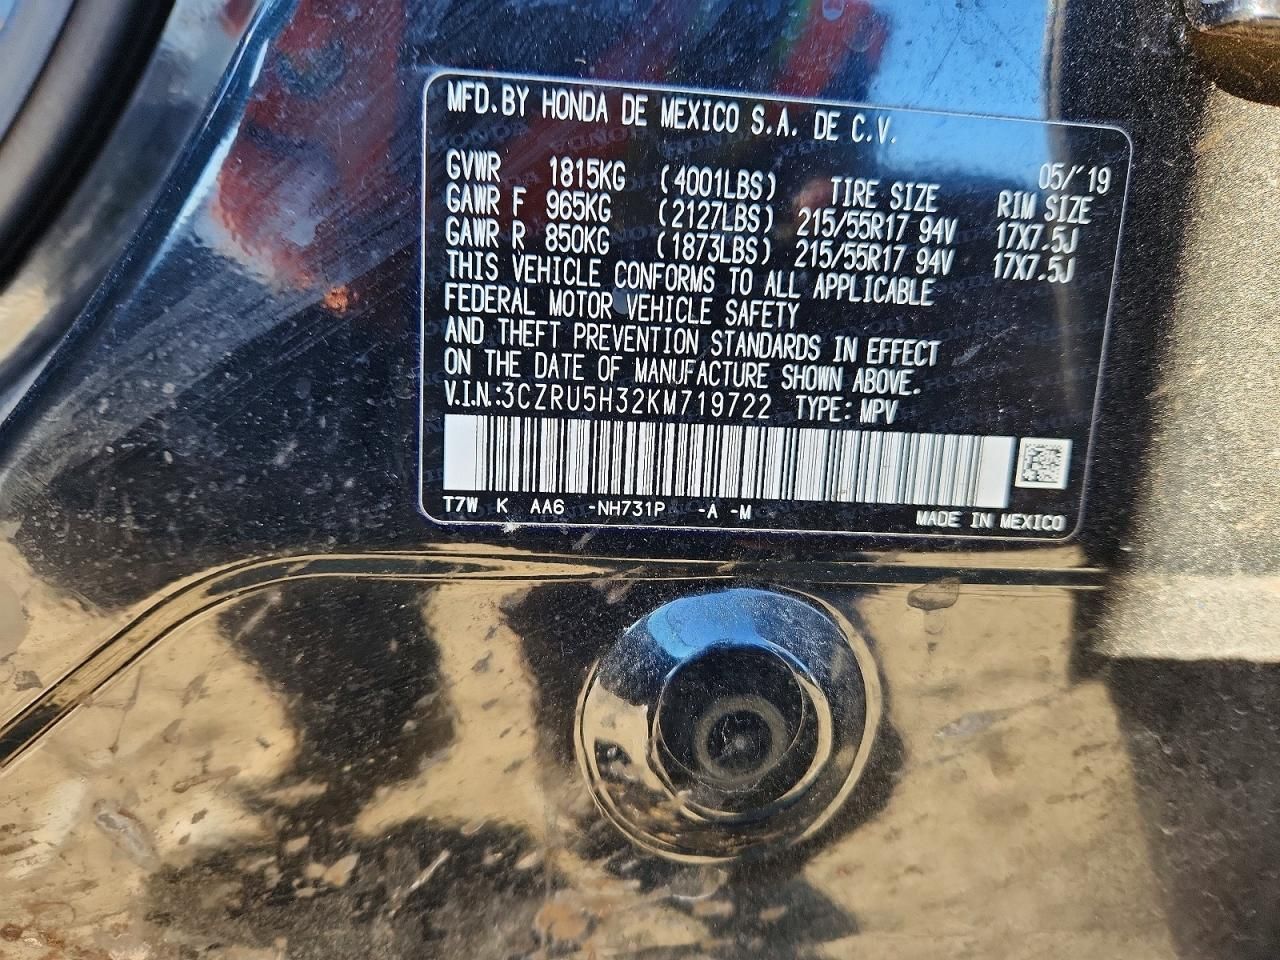 MFD.BY HONDA DE MEXICO S.A. DE C.V.
05/'19
GVWR 1815KG (4001LBS) TIRE SIZE RIM SIZE
GAWR F 965KG (2127LBS) 215/55R17 94V 17X7.5J
GAWR R 850KG (1873LBS) 215/55R17 94V 17X7.5J
THIS VEHICLE CONFORMS TO ALL APPLICABLE
FEDERAL MOTOR VEHICLE SAFETY
AND THEFT PREVENTION STANDARDS IN EFFECT
ON THE DATE OF MANUFACTURE SHOWN ABOVE.
V.I.N.:3CZRU5H32KM719722 TYPE: MPV
T7W K AA6 -NH731P -A -M
MADE IN MEXICO